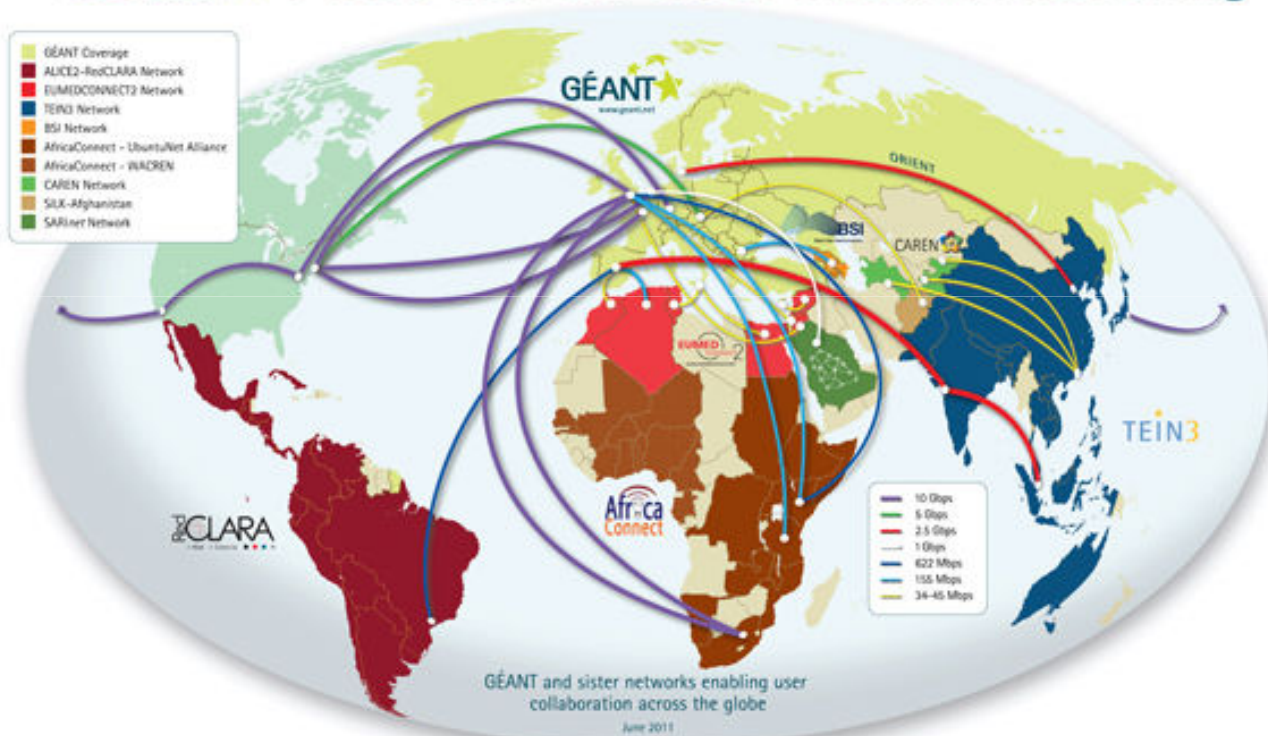 GÉANT Coverage
ALICE2-RedCLARA Network
EUMEDCONNECT2 Network
TEIN3 Network
BSI Network
AfricaConnect - UbuntuNet Alliance
AfricaConnect - WACREN
CAREN Network
SiLK-Afghanistan
SARInet Network
GÉANT
www.geant.net
ORIENT
BSI
CAREN
EUMED
2
TEIN3
Red
CLARA
Africa
Connect
10 Gbps
5 Gbps
2.5 Gbps
1 Gbps
622 Mbps
155 Mbps
34-45 Mbps
GÉANT and sister networks enabling user
collaboration across the globe
June 2011